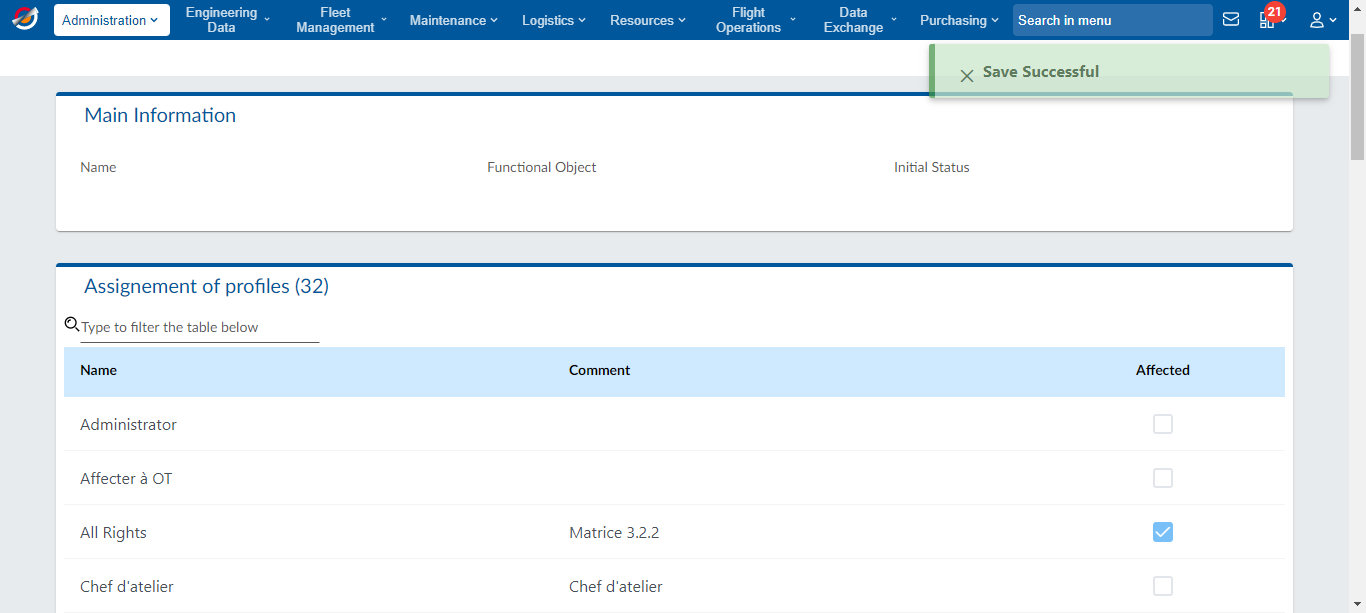 Administration
Engineering
Data
Fleet
Management
Maintenance
Logistics
Resources
Flight
Operations
Data
Exchange
Purchasing
Search in menu
21
Save Successful
Main Information
Name Functional Object Initial Status
Assignement of profiles (32)
Type to filter the table below
Name Comment Affected
Administrator
Affecter à OT
All Rights Matrice 3.2.2
Chef d'atelier Chef d'atelier